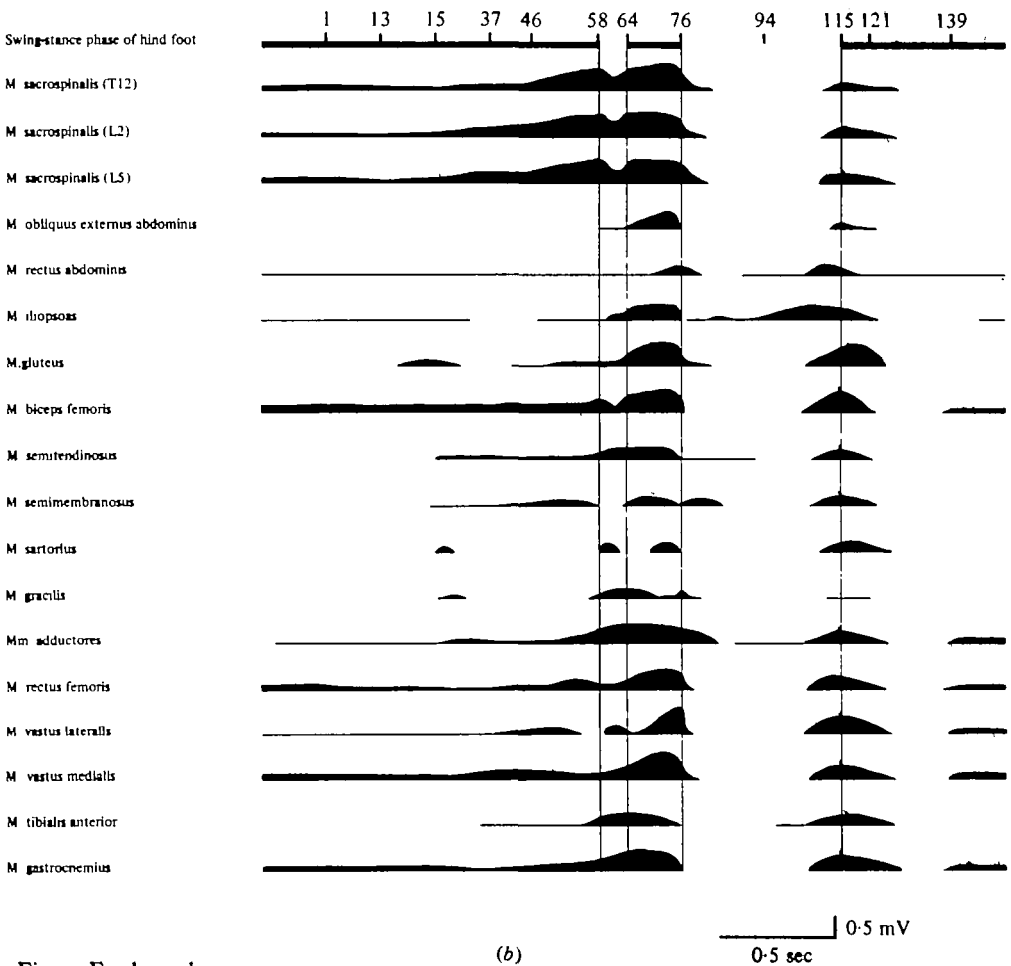 1 13 15 37 46 58 64 76 94 115 121 139
Swing-stance phase of hind foot
M sacrospinalis (T12)
M sacrospinalis (L2)
M sacrospinalis (L5)
M obliquus externus abdominus
M rectus abdominis
M iliopsoas
M.gluteus
M biceps femoris
M semitendinosus
M semimembranosus
M sartorius
M gracilis
Mm adductores
M rectus femoris
M vastus lateralis
M vastus medialis
M tibialis anterior
M gastrocnemius
0·5 mV
(b) 0·5 sec